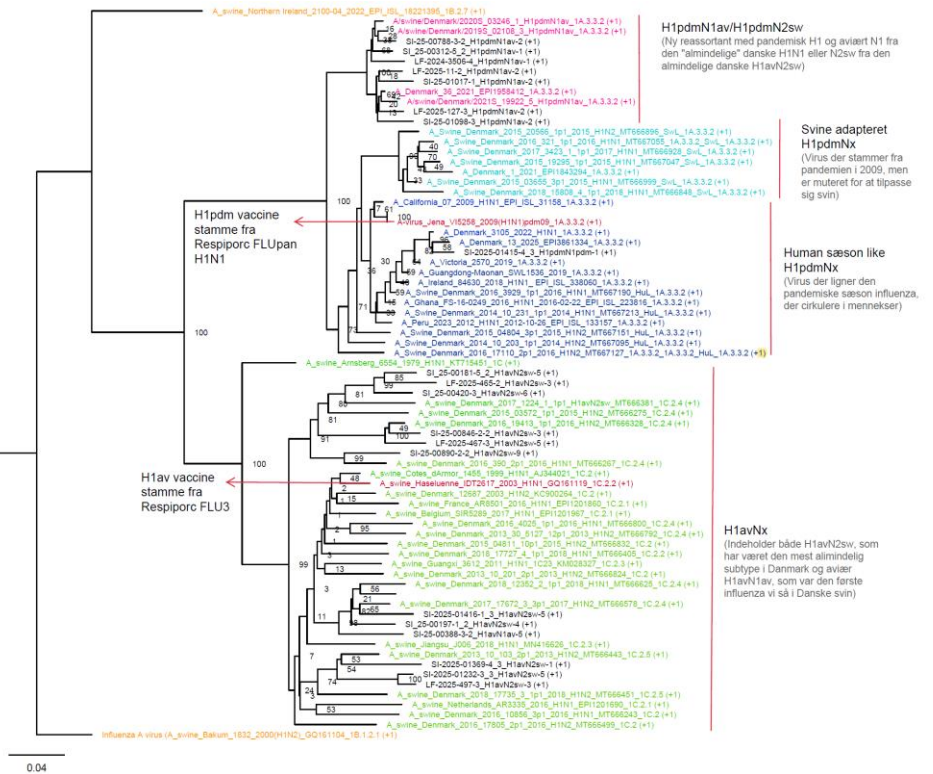 A_swine_Northern Ireland_2100-04_2022_EPI_ISL_18221395_1B.2.7 (+1)
A/swine/Denmark/2020S_03246_1_H1pdmN1av_1A.3.3.2 (+1)
A/swine/Denmark/2019S_02108_3_H1pdmN1av_1A.3.3.2 (+1)
SI-25-00788-3-2_H1pdmN1av-2 (+1)
SI_25-00312-5_2_H1pdmN1av-1 (+1)
LF-2024-3506-4_H1pdmN1av-1 (+1)
LF-2025-11-2_H1pdmN1av-2 (+1)
SI-25-01017-1_H1pdmN1av-2 (+1)
A_Denmark_36_2021_EPI1958412_1A.3.3.2 (+1)
A/swine/Denmark/2021S_19922_5_H1pdmN1av_1A.3.3.2 (+1)
LF-2025-127-3_H1pdmN1av-2 (+1)
SI-25-01098-3_H1pdmN1av-2 (+1)
H1pdmN1av/H1pdmN2sw
(Ny reassortant med pandemisk H1 og aviært N1 fra
den "almindelige" danske H1N1 eller N2sw fra den
almindelige danske H1avN2sw)
A_Swine_Denmark_2015_20566_1p1_2015_H1N2_MT666896_SwL_1A.3.3.2 (+1)
A_Swine_Denmark_2016_321_1p1_2016_H1N1_MT667055_SwL_1A.3.3.2 (+1)
A_Swine_Denmark_2017_3423_1_1p1_2017_H1N1_MT666928_SwL_1A.3.3.2 (+1)
A_Swine_Denmark_2015_19295_1p1_2015_H1N1_MT667047_SwL_1A.3.3.2 (+1)
A_Denmark_1_2021_EPI1843294_1A.3.3.2 (+1)
A_Swine_Denmark_2015_03655_3p1_2015_H1N1_MT666999_SwL_1A.3.3.2 (+1)
A_Swine_Denmark_2018_15808_4_1p1_2018_H1N1_MT666848_SwL_1A.3.3.2 (+1)
Svine adapteret
H1pdmNx
(Virus der stammer fra
pandemien i 2009, men
er muteret for at tilpasse
sig svin)
H1pdm vaccine
stamme fra
Respiporc FLUpan
H1N1
A_California_07_2009_H1N1_EPI_ISL_31158_1A.3.3.2 (+1)
A-virus_Jena_VI5258_2009(H1N1)pdm09_1A.3.3.2 (+1)
A_Denmark_3105_2022_H1N1_1A.3.3.2 (+1)
A_Denmark_13_2025_EPI3861334_1A.3.3.2 (+1)
SI-2025-01415-4_3_H1pdmN1pdm-1 (+1)
A_Victoria_2570_2019_1A.3.3.2 (+1)
A_Guangdong-Maonan_SWL1536_2019_1A.3.3.2 (+1)
A_Ireland_84630_2018_H1N1_EPI_ISL_338060_1A.3.3.2 (+1)
A_Swine_Denmark_2016_3929_1p1_2016_H1N1_MT667190_HuL_1A.3.3.2 (+1)
A_Ghana_FS-16-0249_2016_H1N1_2016-02-22_EPI_ISL_223816_1A.3.3.2 (+1)
A_Swine_Denmark_2014_10_231_1p1_2014_H1N1_MT667213_HuL_1A.3.3.2 (+1)
A_Peru_2023_2012_H1N1_2012-10-26_EPI_ISL_133157_1A.3.3.2 (+1)
A_Swine_Denmark_2015_04804_3p1_2015_H1N1_MT667151_HuL_1A.3.3.2 (+1)
A_Swine_Denmark_2014_10_203_1p1_2014_H1N2_MT667095_HuL_1A.3.3.2 (+1)
A_Swine_Denmark_2016_17110_2p1_2016_H1N2_MT667127_1A.3.3.2_1A.3.3.2_HuL_1A.3.3.2 (+1)
Human sæson like
H1pdmNx
(Virus der ligner den
pandemiske sæson influenza,
der cirkulere i mennekser)
A_swine_Arnsberg_6554_1979_H1N1_KT715451_1C (+1)
SI_25-00181-5_2_H1avN2sw-5 (+1)
LF-2025-465-2_H1avN2sw-3 (+1)
SI_25-00420-3_H1avN2sw-6 (+1)
A_swine_Denmark_2017_1224_1_1p1_H1avN2sw_MT666381_1C.2.4 (+1)
A_swine_Denmark_2015_03572_1p1_2015_H1N2_MT666275_1C.2.4 (+1)
A_swine_Denmark_2016_19413_1p1_2016_H1N2_MT666328_1C.2.4 (+1)
SI-25-00846-2-2_H1avN2sw-3 (+1)
LF-2025-467-3_H1avN2sw-5 (+1)
SI-25-00890-2-2_H1avN2sw-9 (+1)
A_swine_Denmark_2016_390_2p1_2016_H1N1_MT666267_1C.2.4 (+1)
H1av vaccine
stamme fra
Respiporc FLU3
A_swine_Cotes_dArmor_1455_1999_H1N1_AJ344021_1C.2 (+1)
A_swine_Haseluenne_IDT2617_2003_H1N1_GQ161119_1C.2.2 (+1)
A_swine_Denmark_12687_2003_H1N2_KC900264_1C.2 (+1)
A_swine_France_AR8501_2016_H1N1_EPI1201860_1C.2.1 (+1)
A_swine_Belgium_SIR5289_2017_H1N1_EPI1201967_1C.2.1 (+1)
A_swine_Denmark_2016_4025_1p1_2016_H1N1_MT666800_1C.2.4 (+1)
A_swine_Denmark_2013_30_5127_12p1_2013_H1N1_MT666792_1C.2.4 (+1)
A_swine_Denmark_2015_04811_10p1_2015_H1N2_MT666832_1C.2 (+1)
A_swine_Denmark_2018_17727_4_1p1_2018_H1N1_MT666405_1C.2.2 (+1)
A_swine_Guangxi_3612_2011_H1N1_1C23_KM028327_1C.2.3 (+1)
A_swine_Denmark_2013_10_201_2p1_2013_H1N2_MT666824_1C.2 (+1)
A_swine_Denmark_2018_12352_2_1p1_2018_H1N1_MT666625_1C.2.4 (+1)
A_swine_Denmark_2017_17672_3_3p1_2017_H1N2_MT666578_1C.2.4 (+1)
SI-2025-01416-1_3_H1avN2sw-5 (+1)
SI_25-00197-1_2_H1avN2sw-4 (+1)
SI-25-00388-3-2_H1avN1av-5 (+1)
A_swine_Jiangsu_J006_2018_H1N1_MN416626_1C.2.3 (+1)
A_swine_Denmark_2013_10_103_2p1_2013_H1N2_MT666443_1C.2.5 (+1)
SI-2025-01369-4_3_H1avN2sw-1 (+1)
SI-2025-01232-3_3_H1avN2sw-5 (+1)
LF-2025-497-3_H1avN2sw-3 (+1)
A_swine_Denmark_2018_17735_3_1p1_2018_H1N2_MT666451_1C.2.5 (+1)
A_swine_Netherlands_AR3335_2016_H1N1_EPI1201690_1C.2.1 (+1)
A_swine_Denmark_2016_10856_3p1_2016_H1N1_MT666243_1C.2 (+1)
A_swine_Denmark_2016_17805_2p1_2016_H1N2_MT666499_1C.2 (+1)
H1avNx
(Indeholder både H1avN2sw, som
har været den mest almindelig
subtype i Danmark og aviær
H1avN1av, som var den første
influenza vi så i Danske svin)
Influenza A virus (A_swine_Bakum_1832_2000(H1N2)_GQ161104_1B.1.2.1 (+1)
0.04